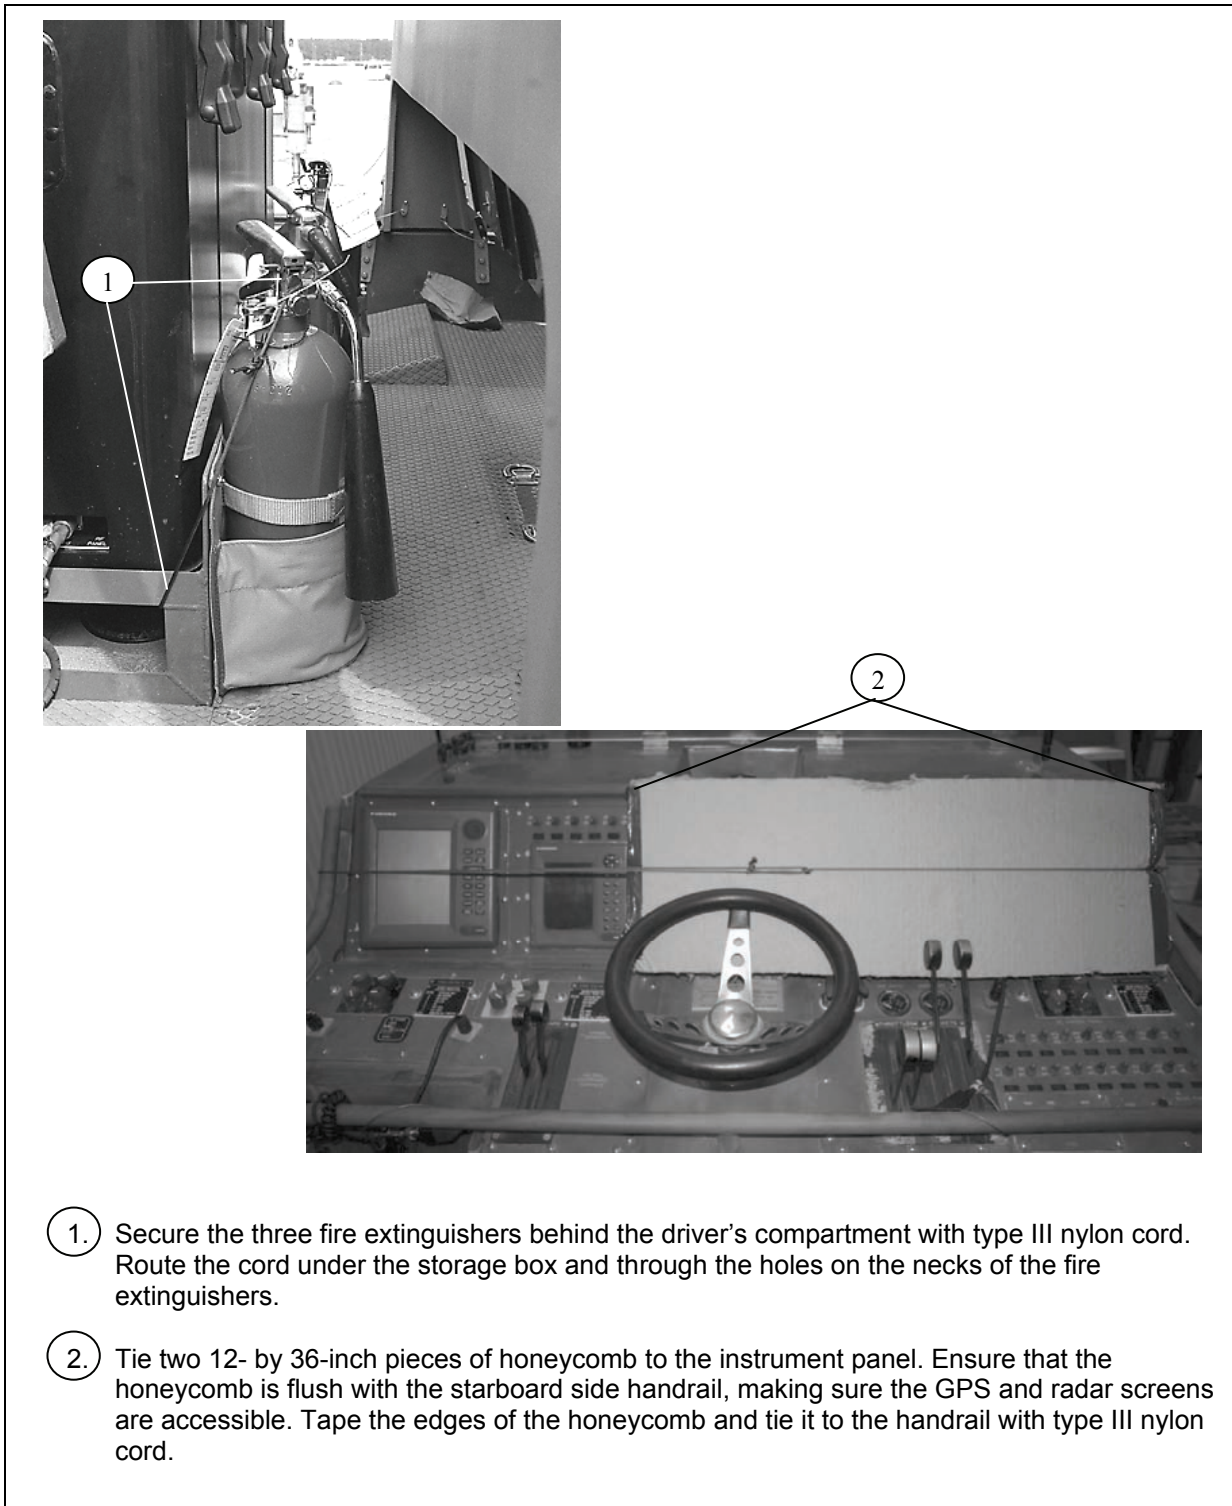 1
2
1. Secure the three fire extinguishers behind the driver’s compartment with type III nylon cord.
Route the cord under the storage box and through the holes on the necks of the fire
extinguishers.
2. Tie two 12- by 36-inch pieces of honeycomb to the instrument panel. Ensure that the
honeycomb is flush with the starboard side handrail, making sure the GPS and radar screens
are accessible. Tape the edges of the honeycomb and tie it to the handrail with type III nylon
cord.